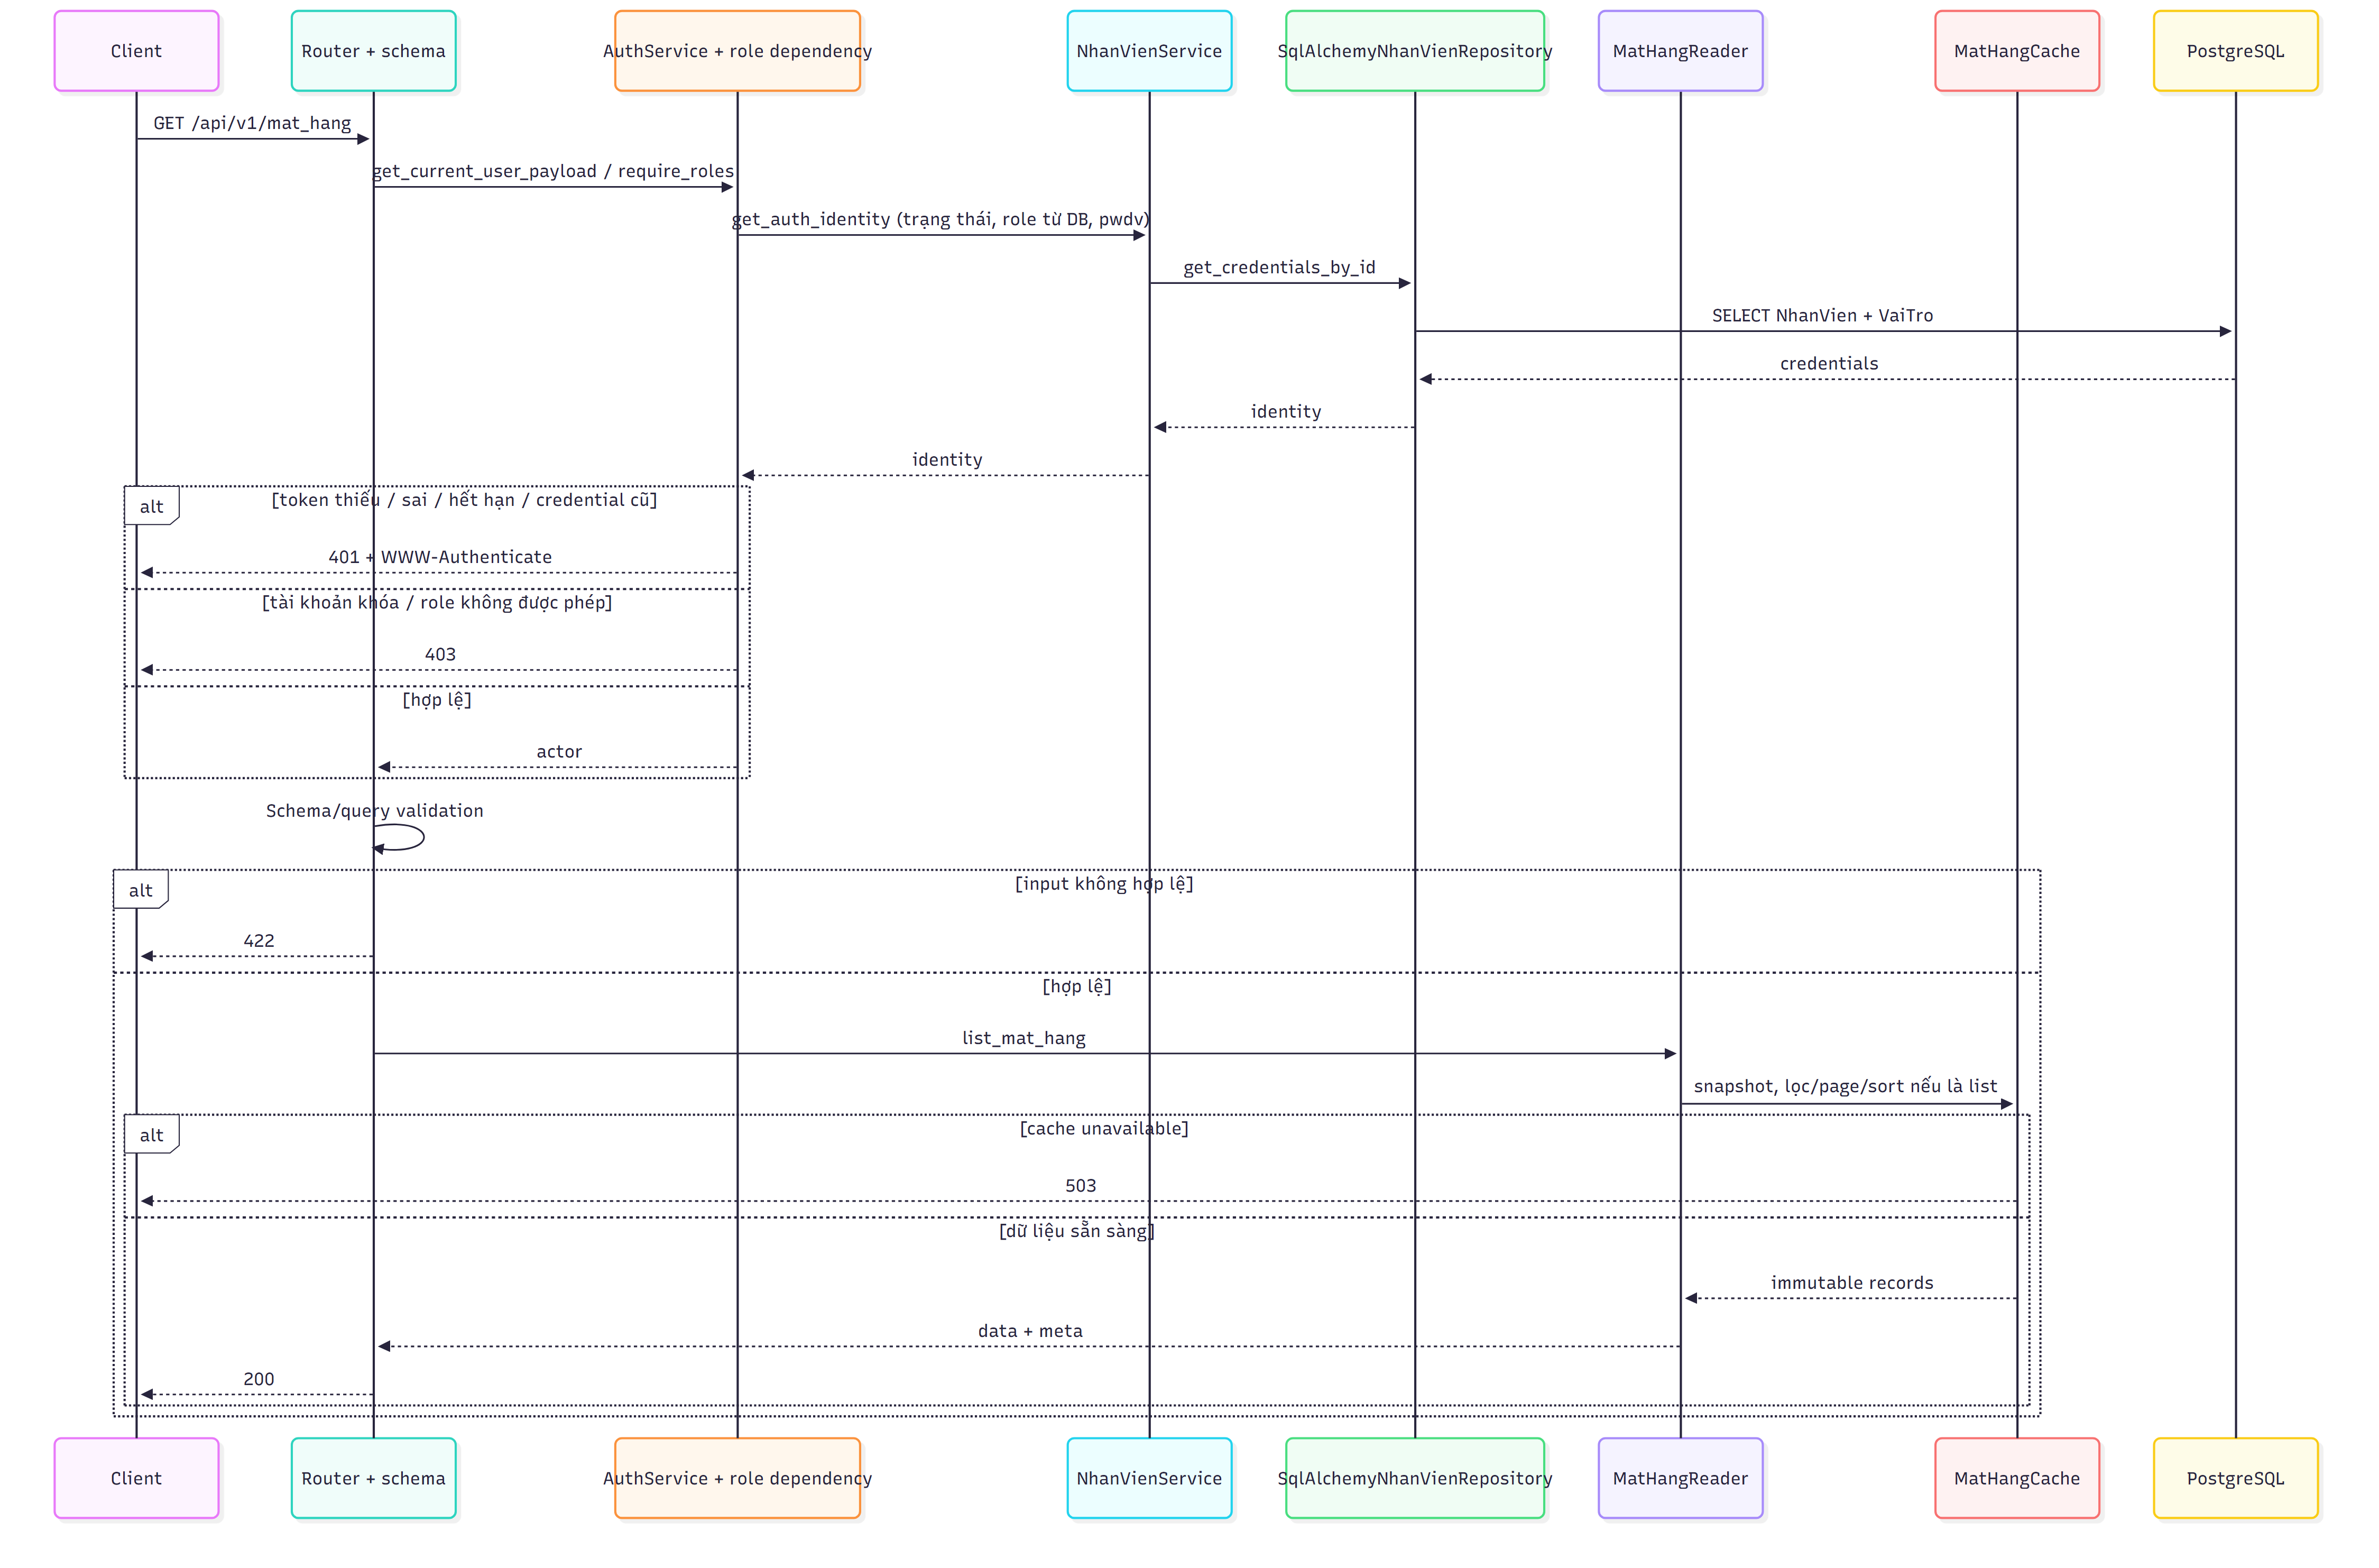 Client
Router + schema
AuthService + role dependency
NhanVienService
SqlAlchemyNhanVienRepository
MatHangReader
MatHangCache
PostgreSQL
GET /api/v1/mat_hang
get_current_user_payload / require_roles
get_auth_identity (trạng thái, role từ DB, pwdv)
get_credentials_by_id
SELECT NhanVien + VaiTro
credentials
identity
identity
alt
[token thiếu / sai / hết hạn / credential cũ]
401 + WWW-Authenticate
[tài khoản khóa / role không được phép]
403
[hợp lệ]
actor
Schema/query validation
alt
[input không hợp lệ]
422
[hợp lệ]
list_mat_hang
snapshot, lọc/page/sort nếu là list
alt
[cache unavailable]
503
[dữ liệu sẵn sàng]
immutable records
data + meta
200
Client
Router + schema
AuthService + role dependency
NhanVienService
SqlAlchemyNhanVienRepository
MatHangReader
MatHangCache
PostgreSQL